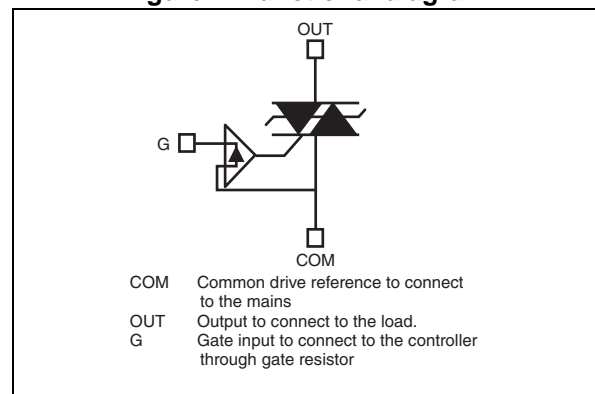 OUT
G
COM
COM Common drive reference to connect
to the mains
OUT Output to connect to the load.
G Gate input to connect to the controller
through gate resistor